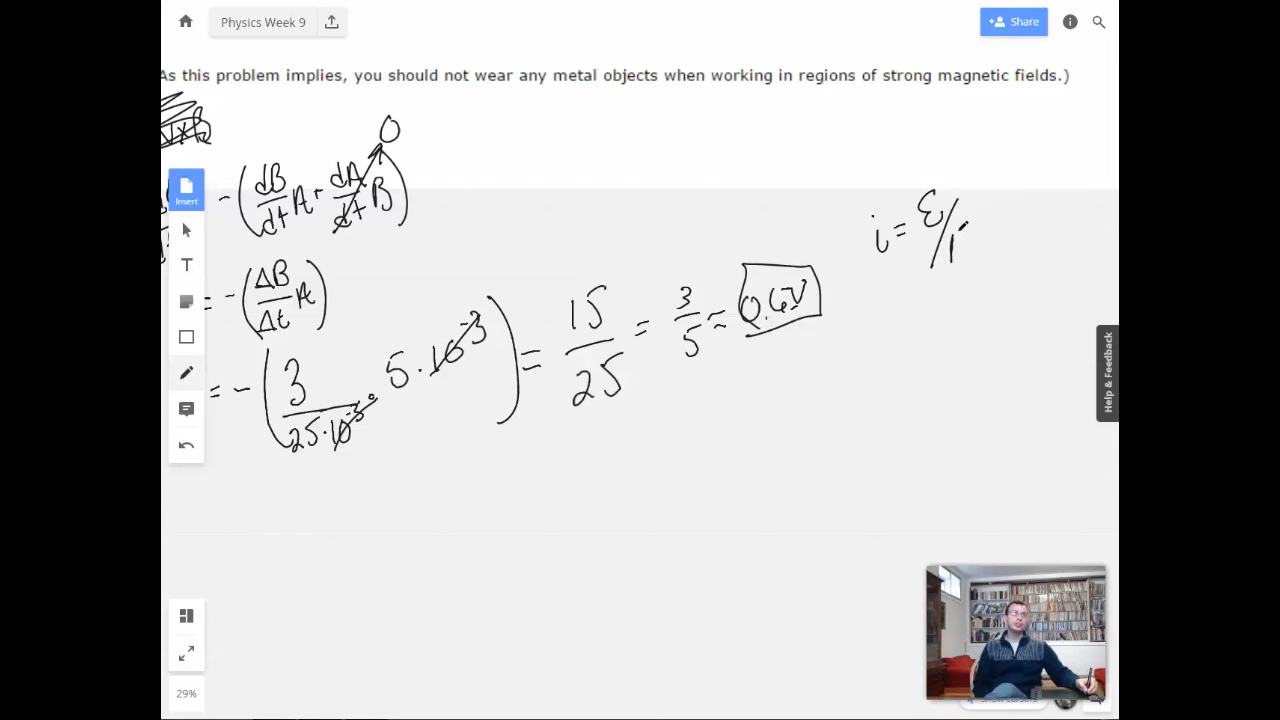 Physics Week 9
Share
As this problem implies, you should not wear any metal objects when working in regions of strong magnetic fields.)
0
- (dB/dt A + dA/dt B)
Insert
T
i = ε/r
= - (ΔB/Δt A)
= - (3/25·10⁻³ 5·10⁻³) = 15/25 = 3/5 ≈ 0.6V
Help & Feedback
29%